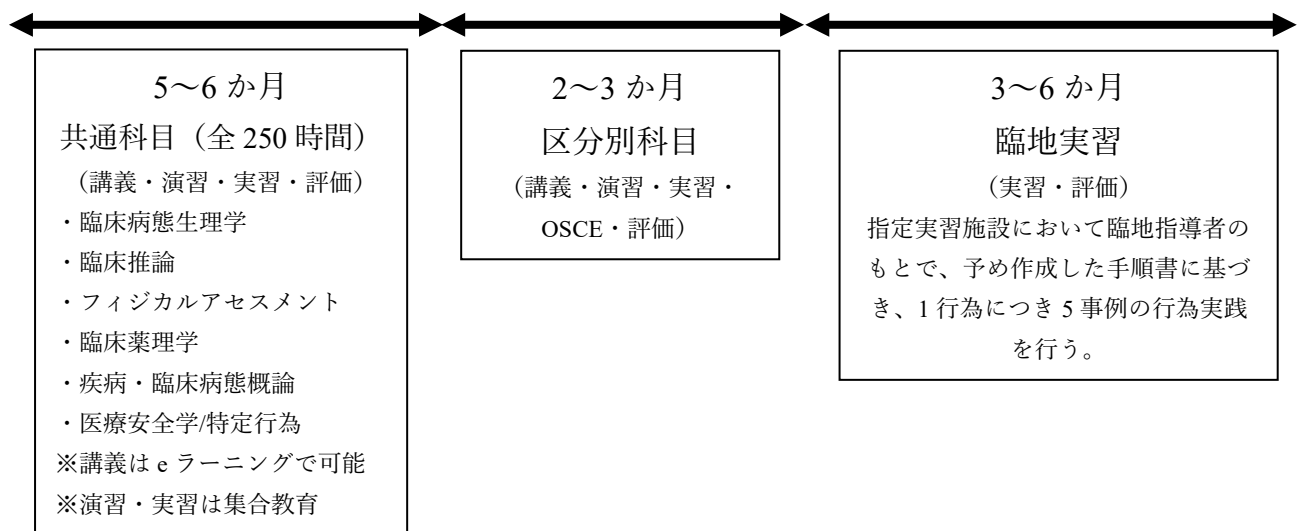 5～6 か月
共通科目（全 250 時間）
（講義・演習・実習・評価）
・臨床病態生理学
・臨床推論
・フィジカルアセスメント
・臨床薬理学
・疾病・臨床病態概論
・医療安全学/特定行為
※講義は e ラーニングで可能
※演習・実習は集合教育
2～3 か月
区分別科目
（講義・演習・実習・
OSCE・評価）
3～6 か月
臨地実習
（実習・評価）
指定実習施設において臨地指導者の
もとで、予め作成した手順書に基づ
き、1 行為につき 5 事例の行為実践
を行う。